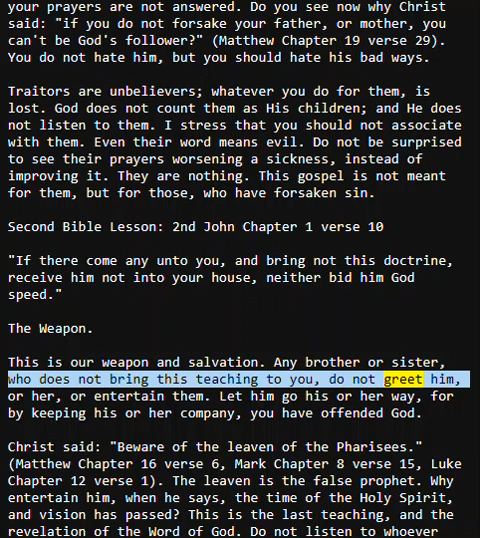 your prayers are not answered. Do you see now why Christ
said: "if you do not forsake your father, or mother, you
can't be God's follower?" (Matthew Chapter 19 verse 29).
You do not hate him, but you should hate his bad ways.
Traitors are unbelievers; whatever you do for them, is
lost. God does not count them as His children; and He does
not listen to them. I stress that you should not associate
with them. Even their word means evil. Do not be surprised
to see their prayers worsening a sickness, instead of
improving it. They are nothing. This gospel is not meant
for them, but for those, who have forsaken sin.
Second Bible Lesson: 2nd John Chapter 1 verse 10
"If there come any unto you, and bring not this doctrine,
receive him not into your house, neither bid him God
speed."
The Weapon.
This is our weapon and salvation. Any brother or sister,
who does not bring this teaching to you, do not greet him,
or her, or entertain them. Let him go his or her way, for
by keeping his or her company, you have offended God.
Christ said: "Beware of the leaven of the Pharisees."
(Matthew Chapter 16 verse 6, Mark Chapter 8 verse 15, Luke
Chapter 12 verse 1). The leaven is the false prophet. Why
entertain him, when he says, the time of the Holy Spirit,
and vision has passed? This is the last teaching, and the
revelation of the Word of God. Do not listen to whoever